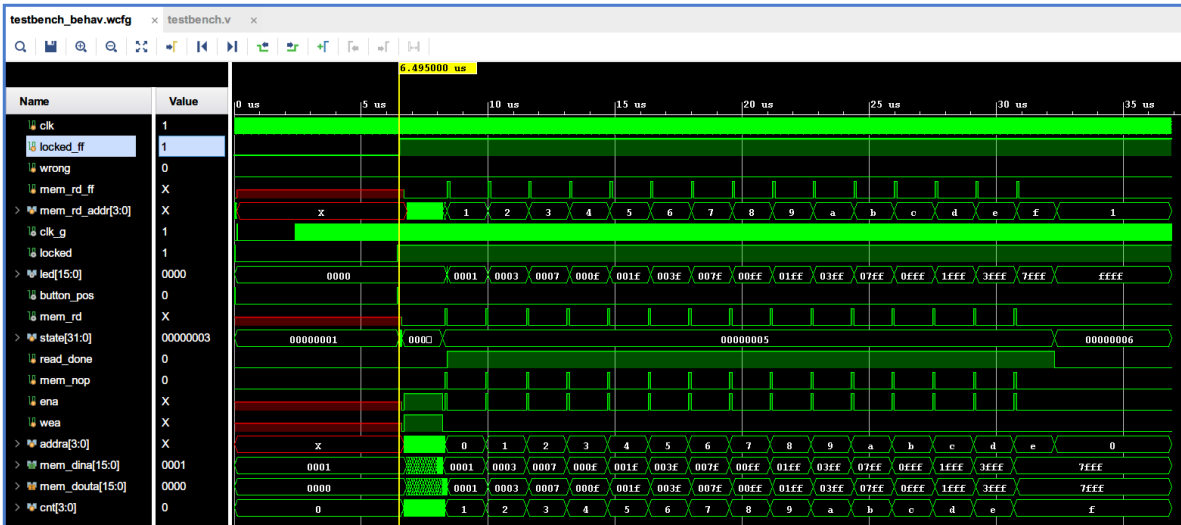 testbench_behav.wcfg × testbench.v ×
6.495000 us
Name Value 0 us 5 us 10 us 15 us 20 us 25 us 30 us 35 us
clk 1
locked_ff 1
wrong 0
mem_rd_ff X
> mem_rd_addr[3:0] X X 1 2 3 4 5 6 7 8 9 a b c d e f 1
clk_g 1
locked 1
> led[15:0] 0000 0000 0001 0003 0007 000f 001f 003f 007f 00ff 01ff 03ff 07ff 0fff 1fff 3fff 7fff ffff
button_pos 0
mem_rd X
> state[31:0] 00000003 00000001 000□ 00000005 00000006
read_done 0
mem_nop 0
ena X
wea X
> addra[3:0] X X 0 1 2 3 4 5 6 7 8 9 a b c d e 0
> mem_dina[15:0] 0001 0001 0001 0003 0007 000f 001f 003f 007f 00ff 01ff 03ff 07ff 0fff 1fff 3fff 7fff
> mem_douta[15:0] 0000 0000 0001 0003 0007 000f 001f 003f 007f 00ff 01ff 03ff 07ff 0fff 1fff 3fff 7fff
> cnt[3:0] 0 0 1 2 3 4 5 6 7 8 9 a b c d e f